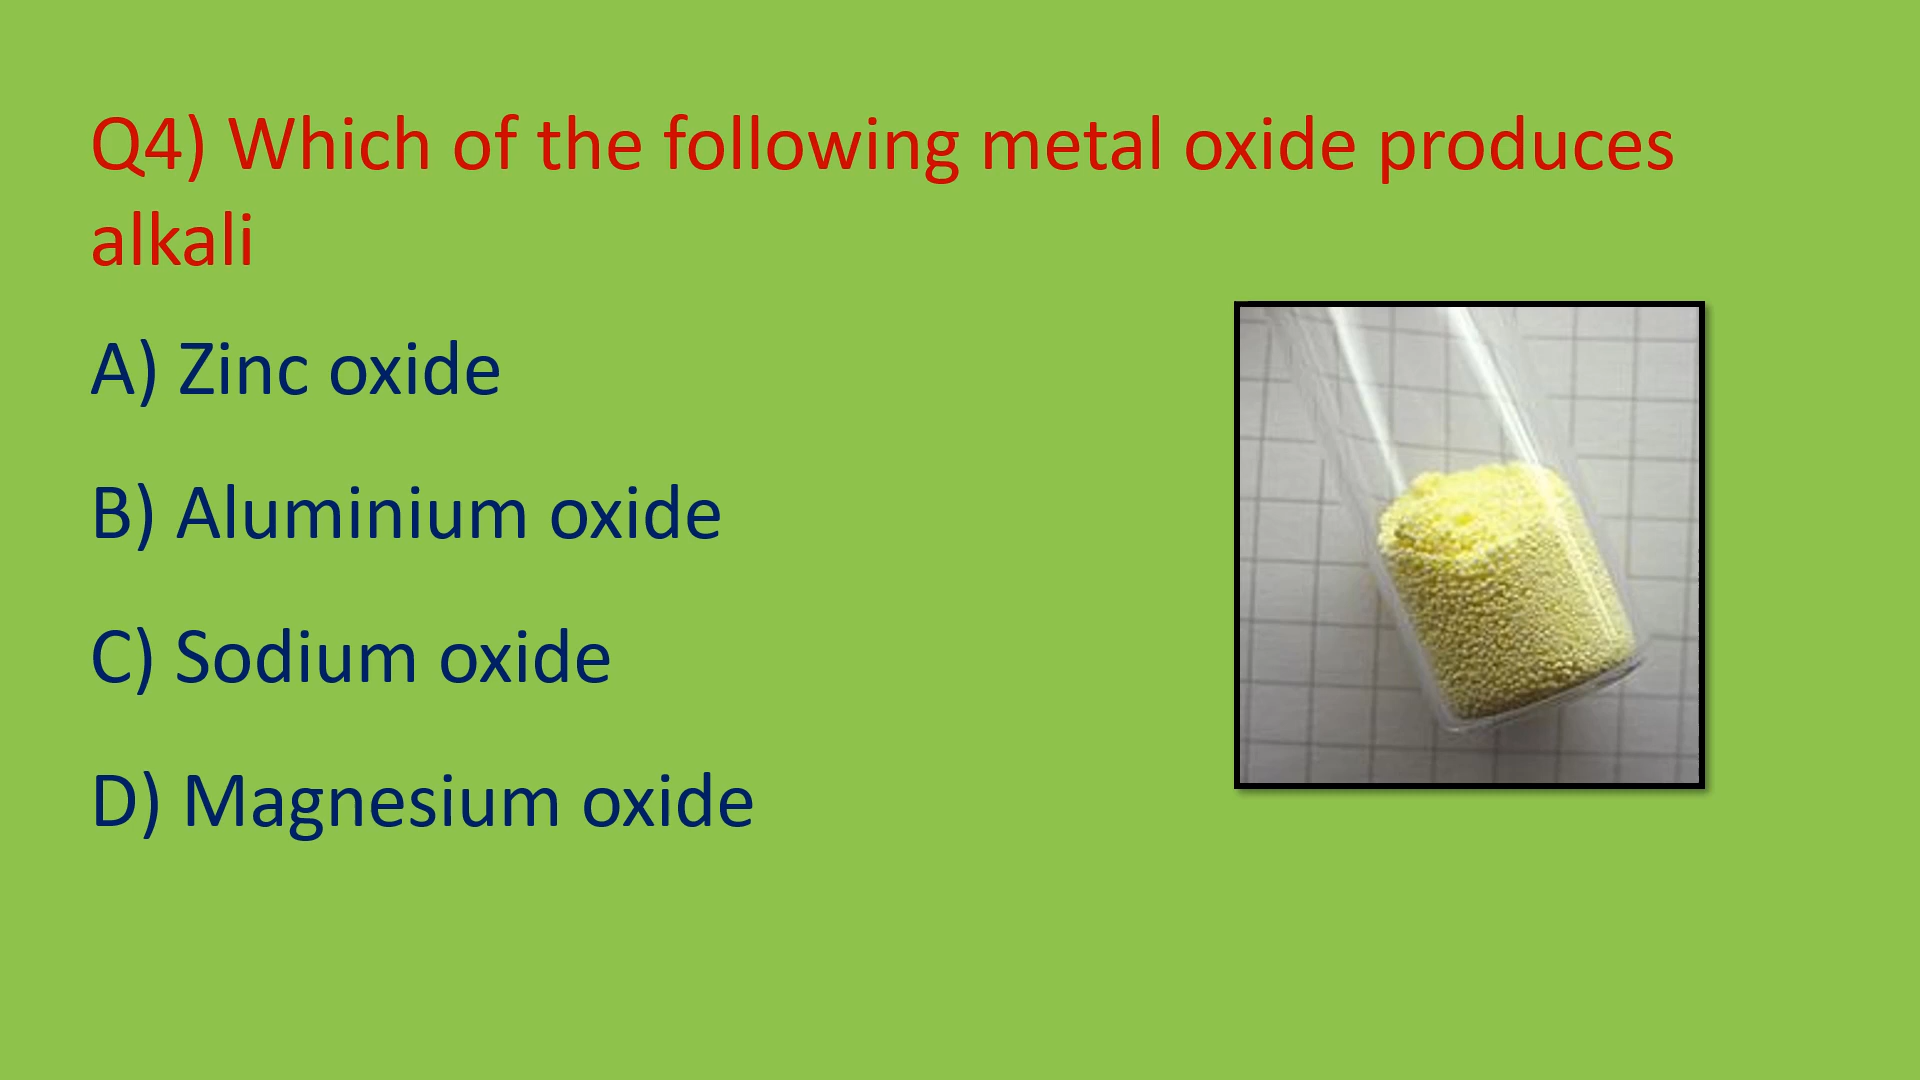 Q4) Which of the following metal oxide produces
alkali
A) Zinc oxide
B) Aluminium oxide
C) Sodium oxide
D) Magnesium oxide